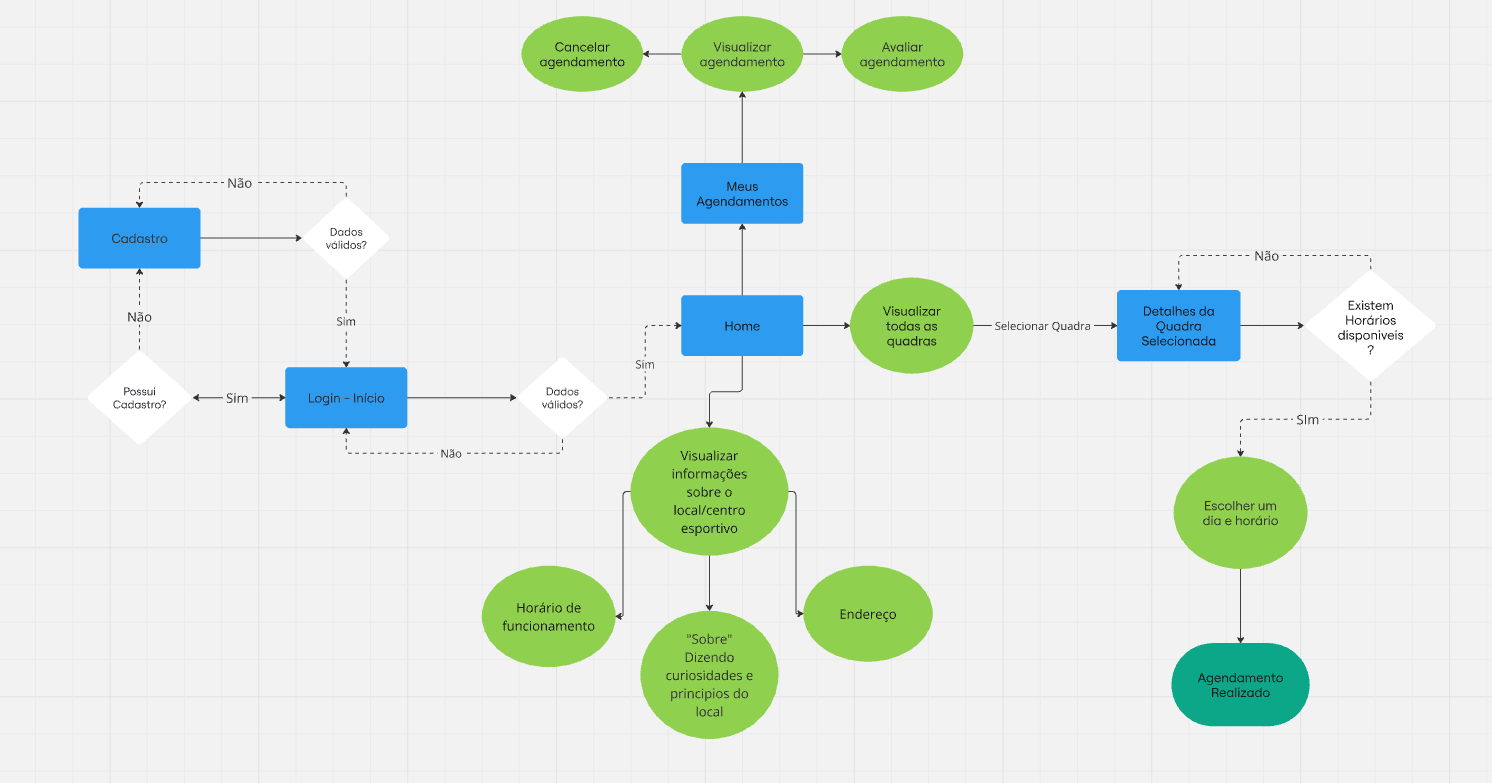 Cancelar
agendamento
Visualizar
agendamento
Avaliar
agendamento
Meus
Agendamentos
Não
Cadastro
Dados
válidos?
Não
Sim
Possui
Cadastro?
Sim
Login - Início
Dados
válidos?
Não
Sim
Home
Visualizar
todas as
quadras
Selecionar Quadra
Detalhes da
Quadra
Selecionada
Não
Existem
Horários
disponiveis
?
SIm
Escolher um
dia e horário
Agendamento
Realizado
Visualizar
informações
sobre o
local/centro
esportivo
Horário de
funcionamento
"Sobre"
Dizendo
curiosidades e
principios do
local
Endereço